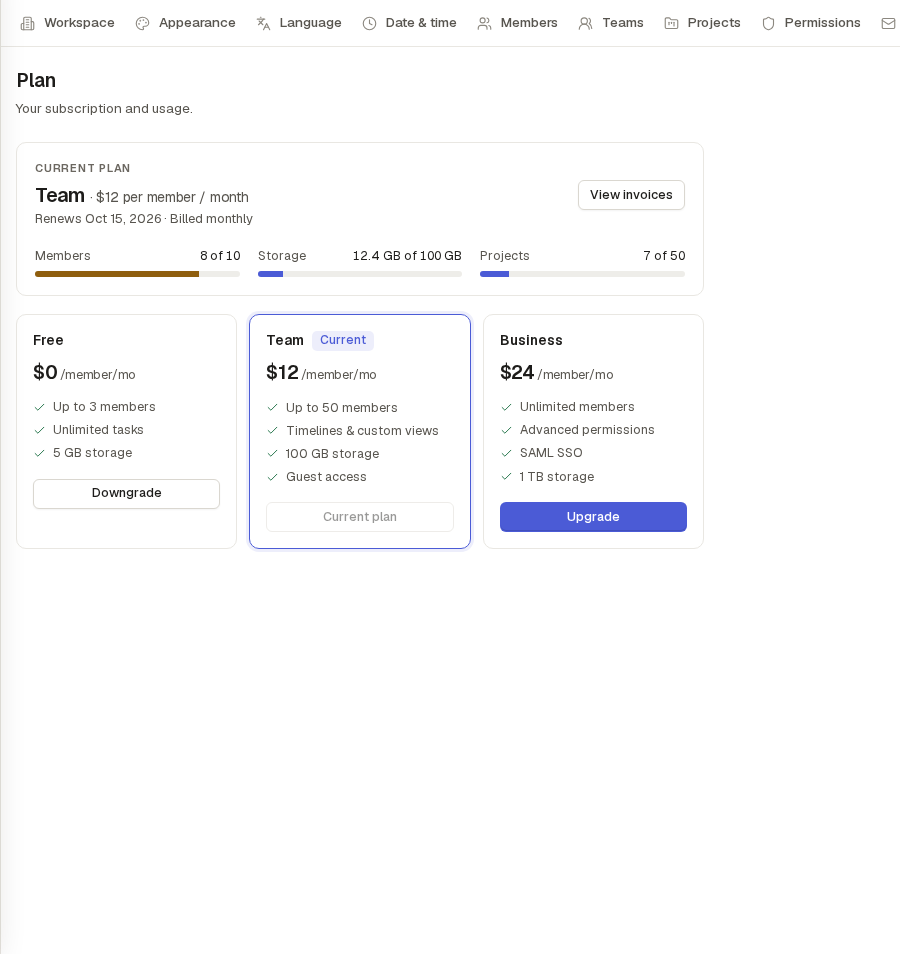 Workspace Appearance Language Date & time Members Teams Projects Permissions
Plan
Your subscription and usage.
CURRENT PLAN
Team · $12 per member / month
View invoices
Renews Oct 15, 2026 · Billed monthly
Members 8 of 10 Storage 12.4 GB of 100 GB Projects 7 of 50
Free
$0 /member/mo
Up to 3 members
Unlimited tasks
5 GB storage
Downgrade
Team Current
$12 /member/mo
Up to 50 members
Timelines & custom views
100 GB storage
Guest access
Current plan
Business
$24 /member/mo
Unlimited members
Advanced permissions
SAML SSO
1 TB storage
Upgrade